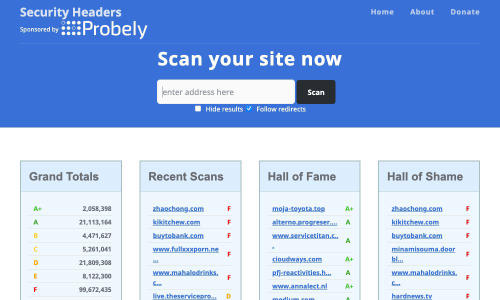 Security Headers
Sponsored by Probely
Home About Donate
Scan your site now
enter address here
Scan
Hide results Follow redirects
Grand Totals
A+ 2,058,398
A 21,113,164
B 4,471,627
C 5,261,041
D 21,809,308
E 8,122,300
F 99,672,435
Recent Scans
zhaochong.com F
kikitchew.com F
buytobank.com F
www.fullxxxporn.ne
... F
www.mahalodrinks.
c... F
live.theservicepro... D
Hall of Fame
moja-toyota.top A+
alterno.progreser.... A
www.servicetitan.c..
. A
cloudways.com A+
pfj-reactivities.h... A
www.annalect.nl A+
medium.com
Hall of Shame
zhaochong.com F
kikitchew.com F
buytobank.com F
minamisouma.door
bl... F
www.mahalodrinks.
c... F
hardnews.tv F